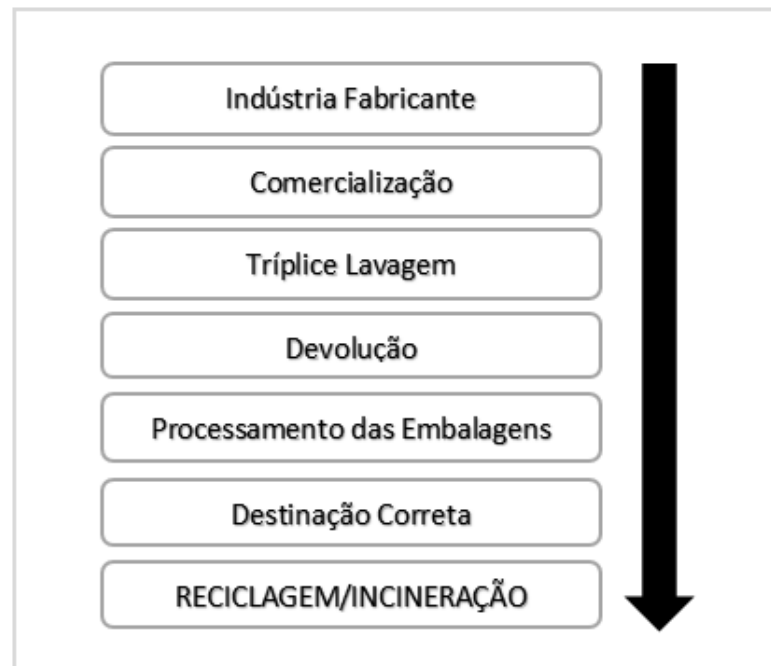 Indústria Fabricante
Comercialização
Tríplice Lavagem
Devolução
Processamento das Embalagens
Destinação Correta
RECICLAGEM/INCINERAÇÃO